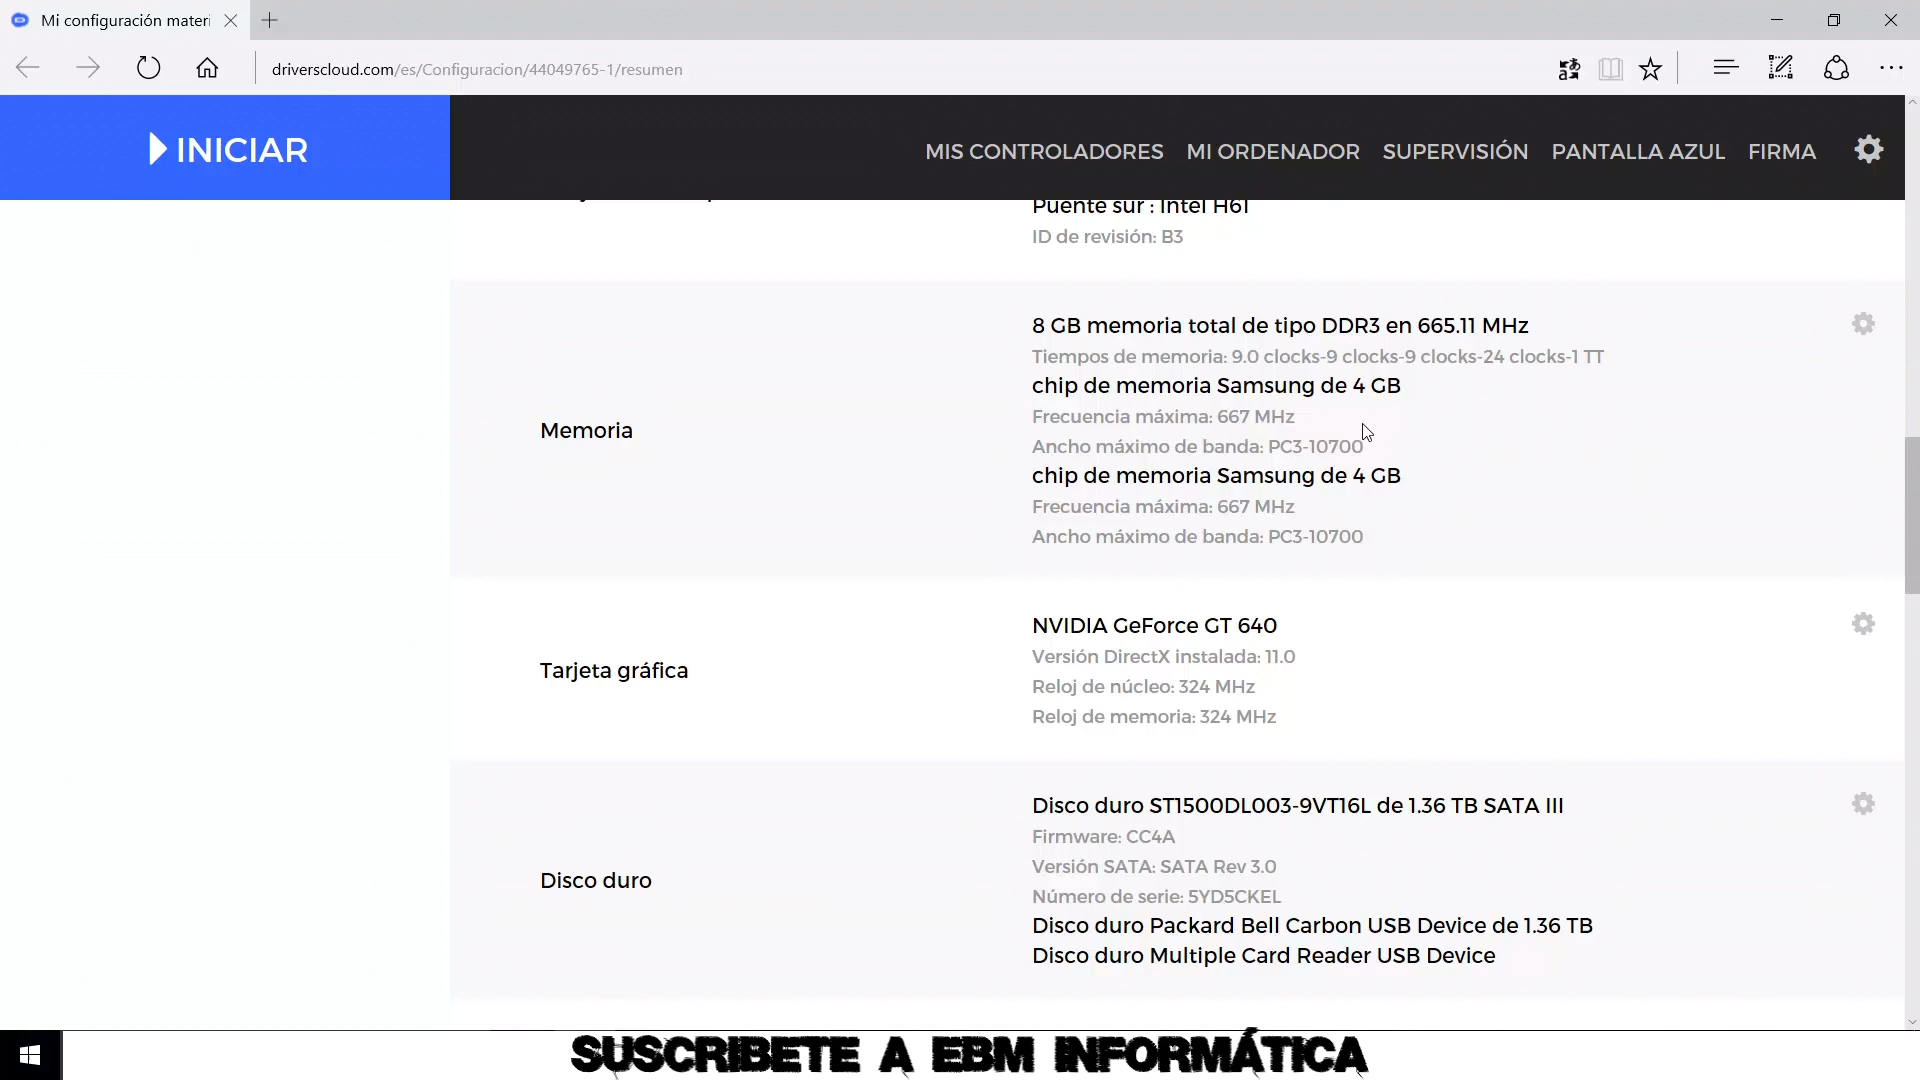 Mi configuración materi
driverscloud.com/es/Configuracion/44049765-1/resumen
INICIAR
MIS CONTROLADORES MI ORDENADOR SUPERVISIÓN PANTALLA AZUL FIRMA
Puente sur : Intel H61
ID de revisión: B3
Memoria
8 GB memoria total de tipo DDR3 en 665.11 MHz
Tiempos de memoria: 9.0 clocks-9 clocks-9 clocks-24 clocks-1 TT
chip de memoria Samsung de 4 GB
Frecuencia máxima: 667 MHz
Ancho máximo de banda: PC3-10700
chip de memoria Samsung de 4 GB
Frecuencia máxima: 667 MHz
Ancho máximo de banda: PC3-10700
Tarjeta gráfica
NVIDIA GeForce GT 640
Versión DirectX instalada: 11.0
Reloj de núcleo: 324 MHz
Reloj de memoria: 324 MHz
Disco duro
Disco duro ST1500DL003-9VT16L de 1.36 TB SATA III
Firmware: CC4A
Versión SATA: SATA Rev 3.0
Número de serie: 5YD5CKEL
Disco duro Packard Bell Carbon USB Device de 1.36 TB
Disco duro Multiple Card Reader USB Device
SUSCRIBETE A EBM INFORMÁTICA